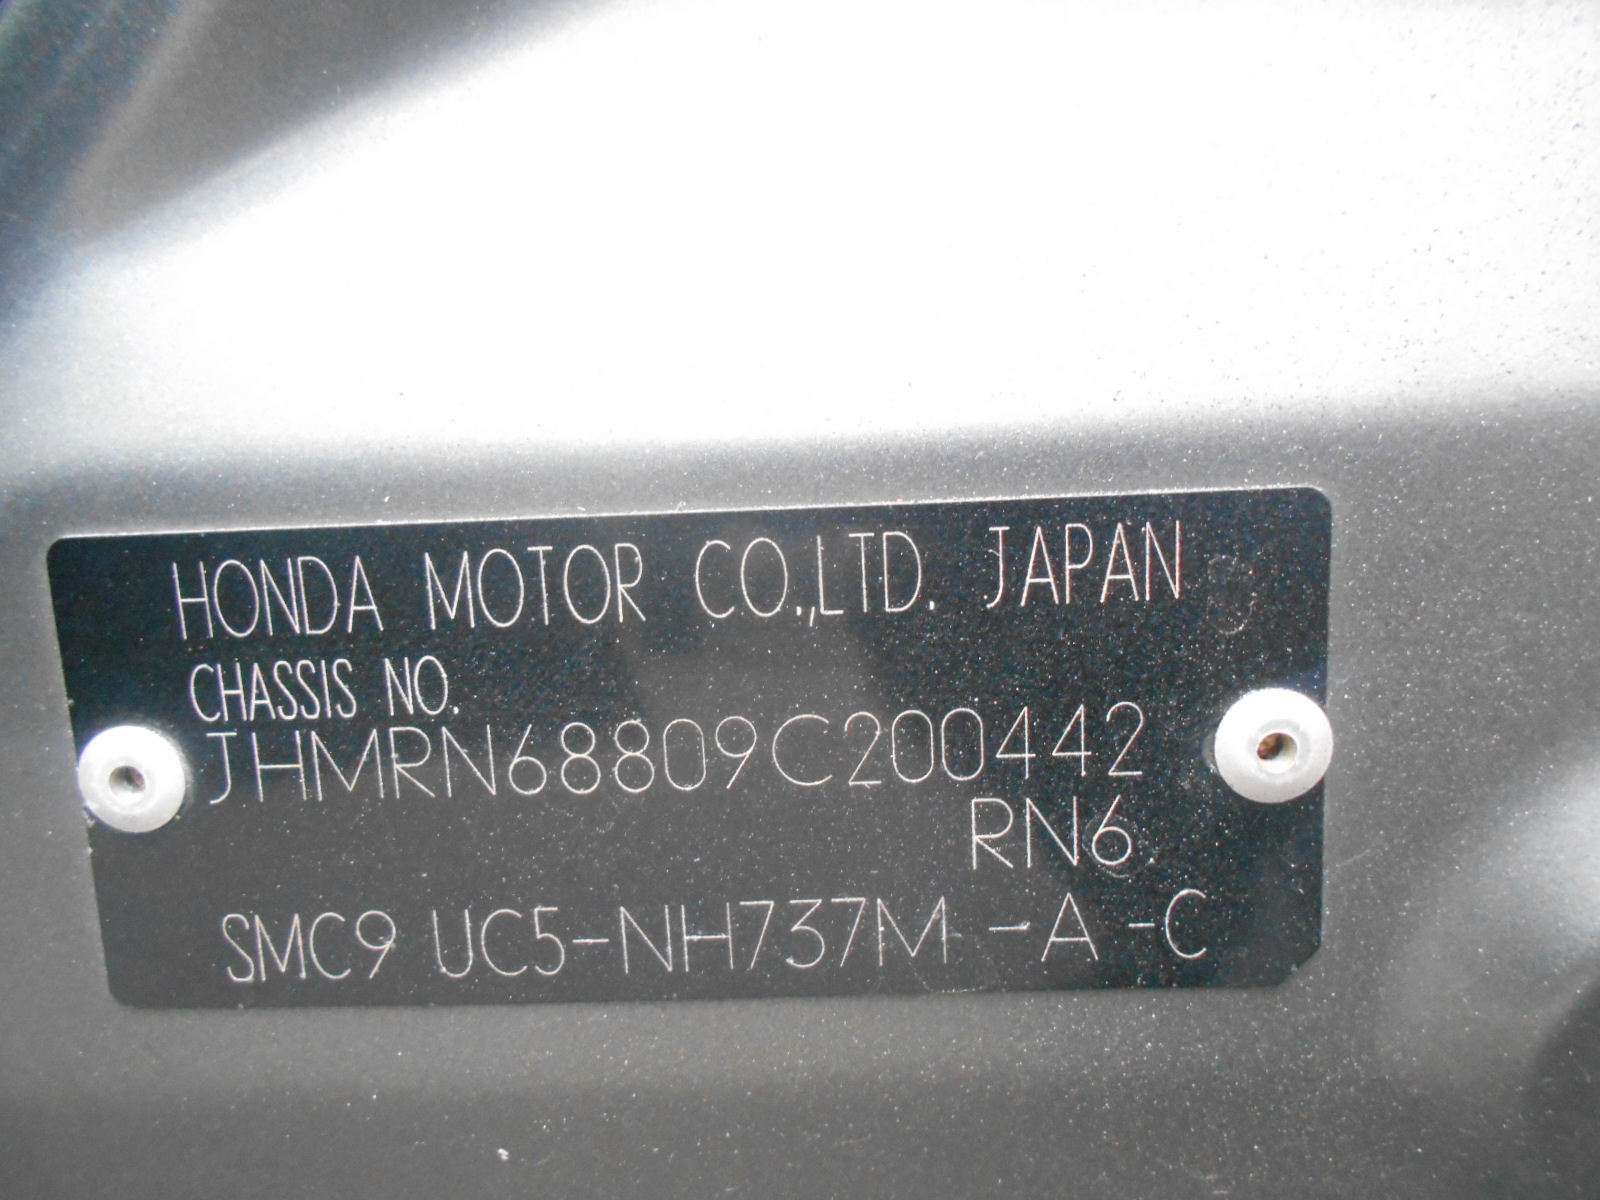 HONDA MOTOR CO.,LTD. JAPAN
CHASSIS NO.
JHMRN68809C200442
RN6.
SMC9 UC5-NH737M -A -C